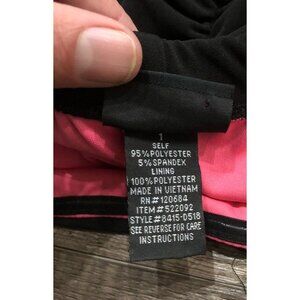 1
SELF
95% POLYESTER
5% SPANDEX
LINING
100% POLYESTER
MADE IN VIETNAM
RN# 120684
ITEM# 522092
STYLE# 8415-0518
SEE REVERSE FOR CARE
INSTRUCTIONS